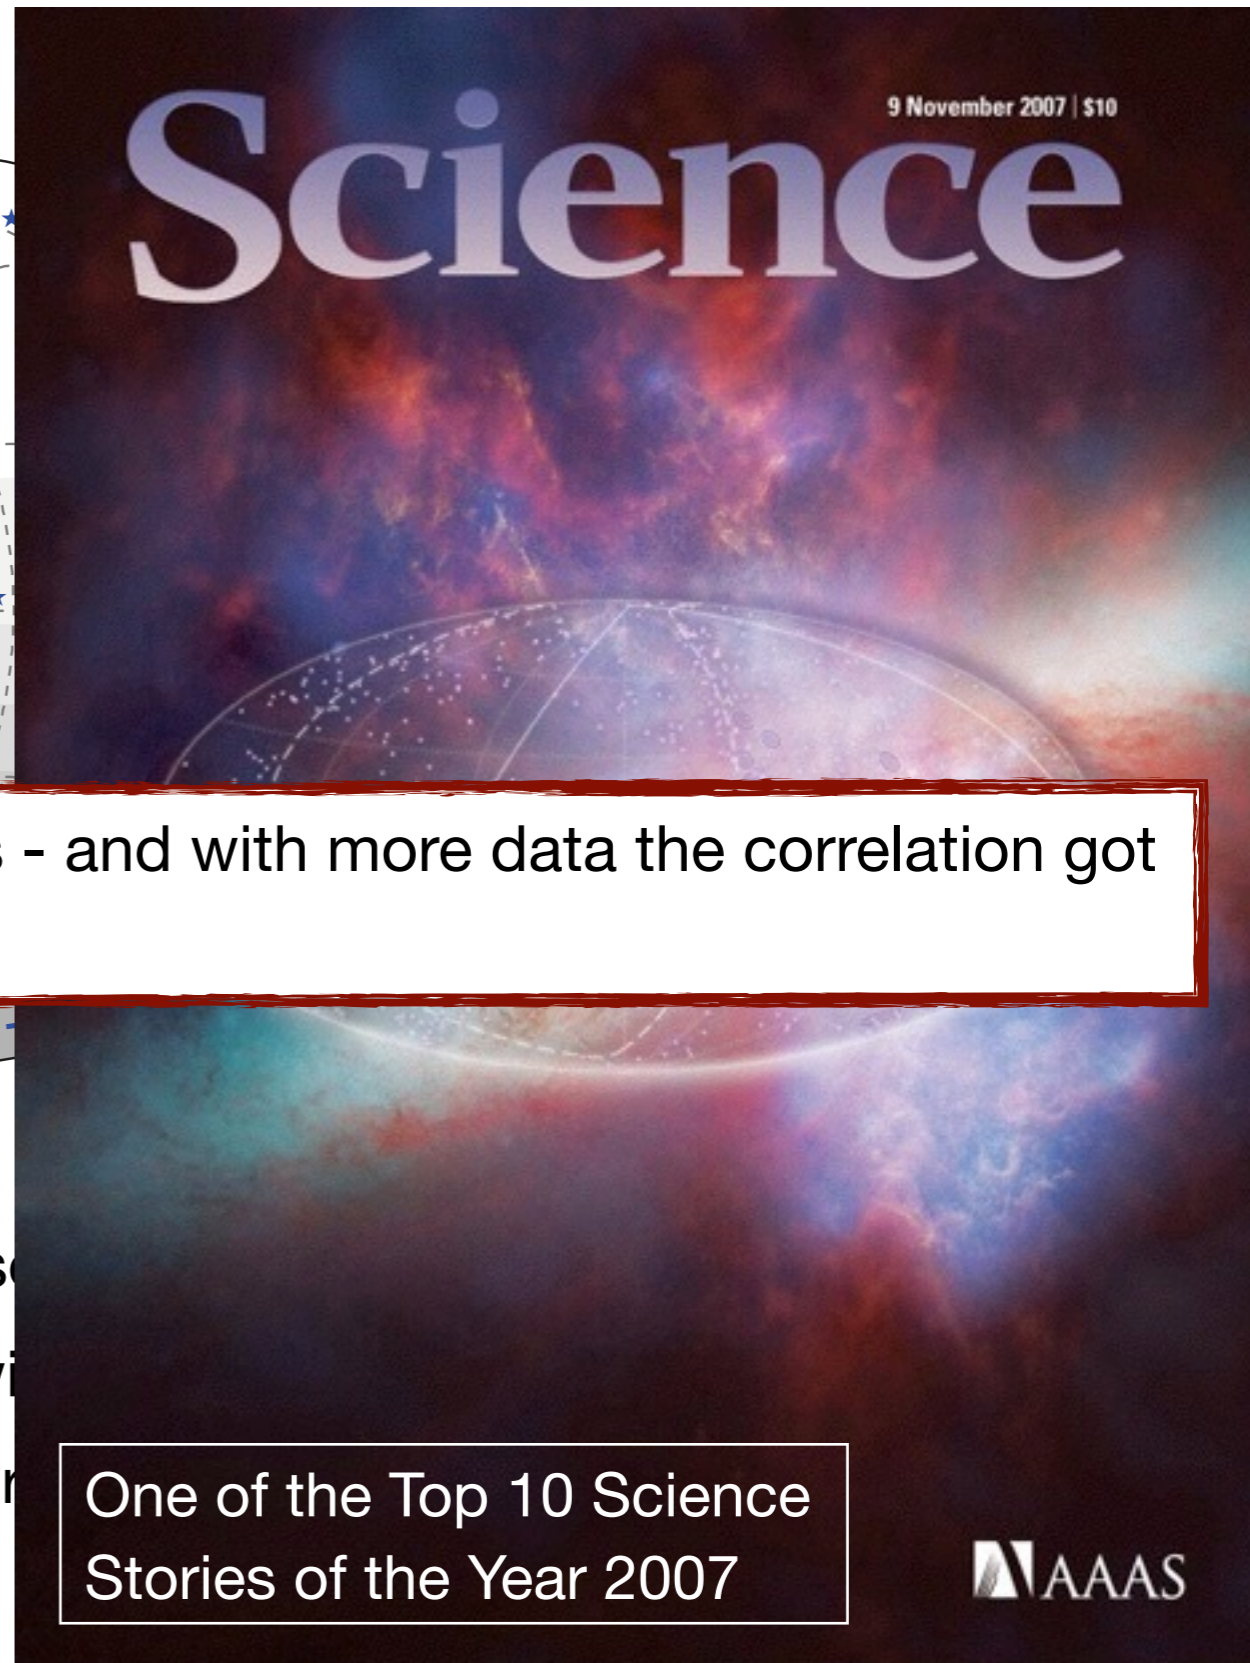 Science
9 November 2007 | $10
- and with more data the correlation got
One of the Top 10 Science
Stories of the Year 2007
AAAS